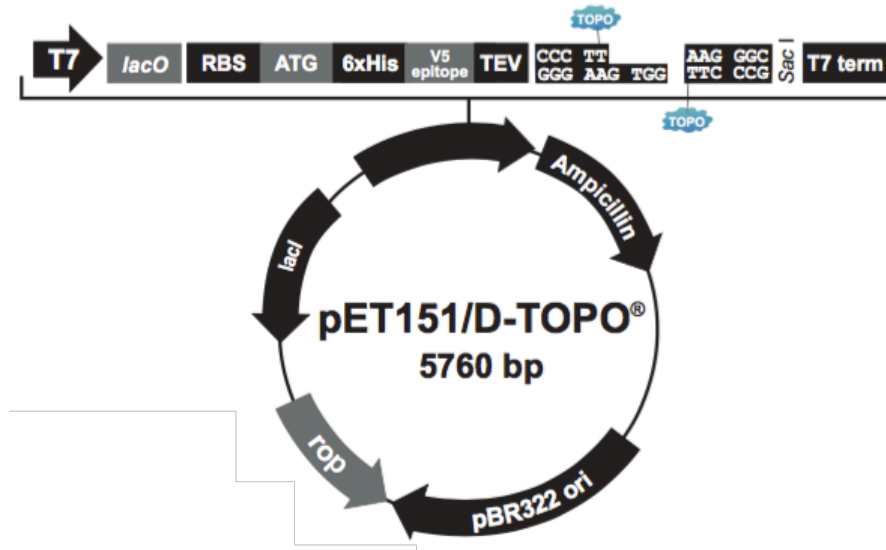 TOPO
T7 lacO RBS ATG 6xHis V5 epitope TEV CCC TT AAG GGC Sac I T7 term
GGG AAG TGG TTC CCG
TOPO
Ampicillin
lacI
pET151/D-TOPO®
5760 bp
rop
pBR322 ori